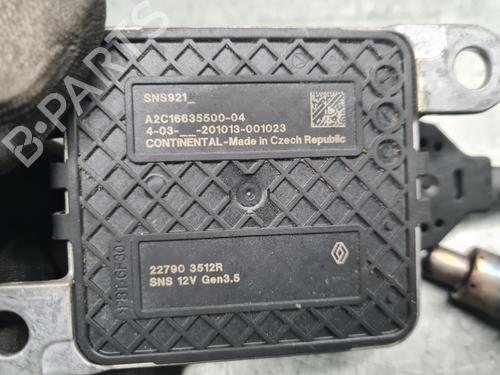 B-PARTS
SNS921_
A2C16635500-04
4-03-__-201013-001023
CONTINENTAL-Made in Czech Republic
22790 3512R
SNS 12V Gen3.5